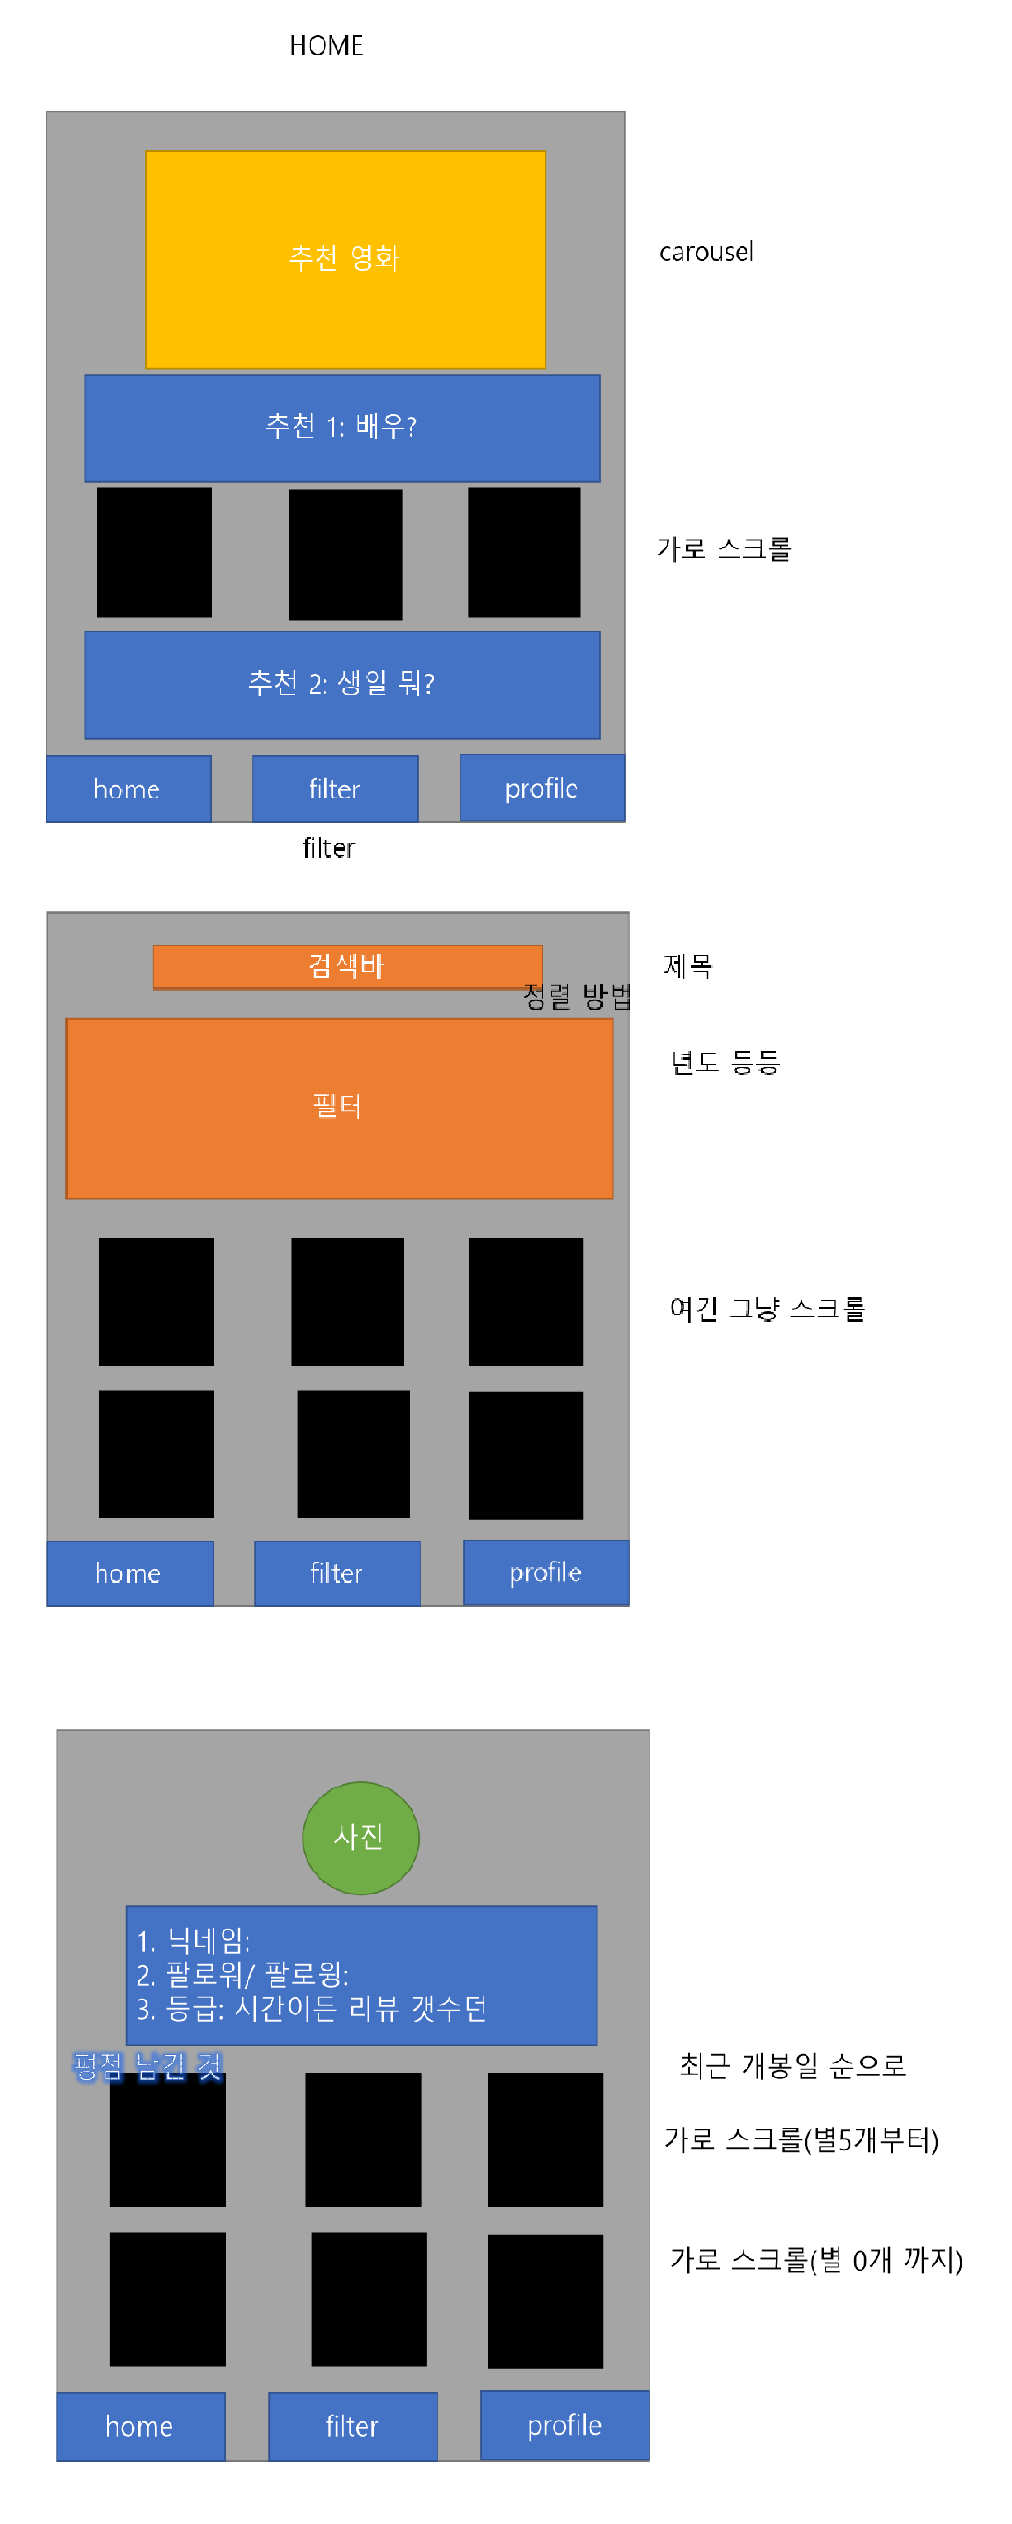 HOME
추천 영화
carousel
추천 1: 배우?
가로 스크롤
추천 2: 생일 뭐?
home
filter
profile
filter
검색바
제목
정렬 방법
년도 등등
필터
여긴 그냥 스크롤
home
filter
profile
사진
1. 닉네임:
2. 팔로워/ 팔로윙:
3. 등급: 시간이든 리뷰 갯수던
평점 남긴 것
최근 개봉일 순으로
가로 스크롤(별5개부터)
가로 스크롤(별 0개 까지)
home
filter
profile